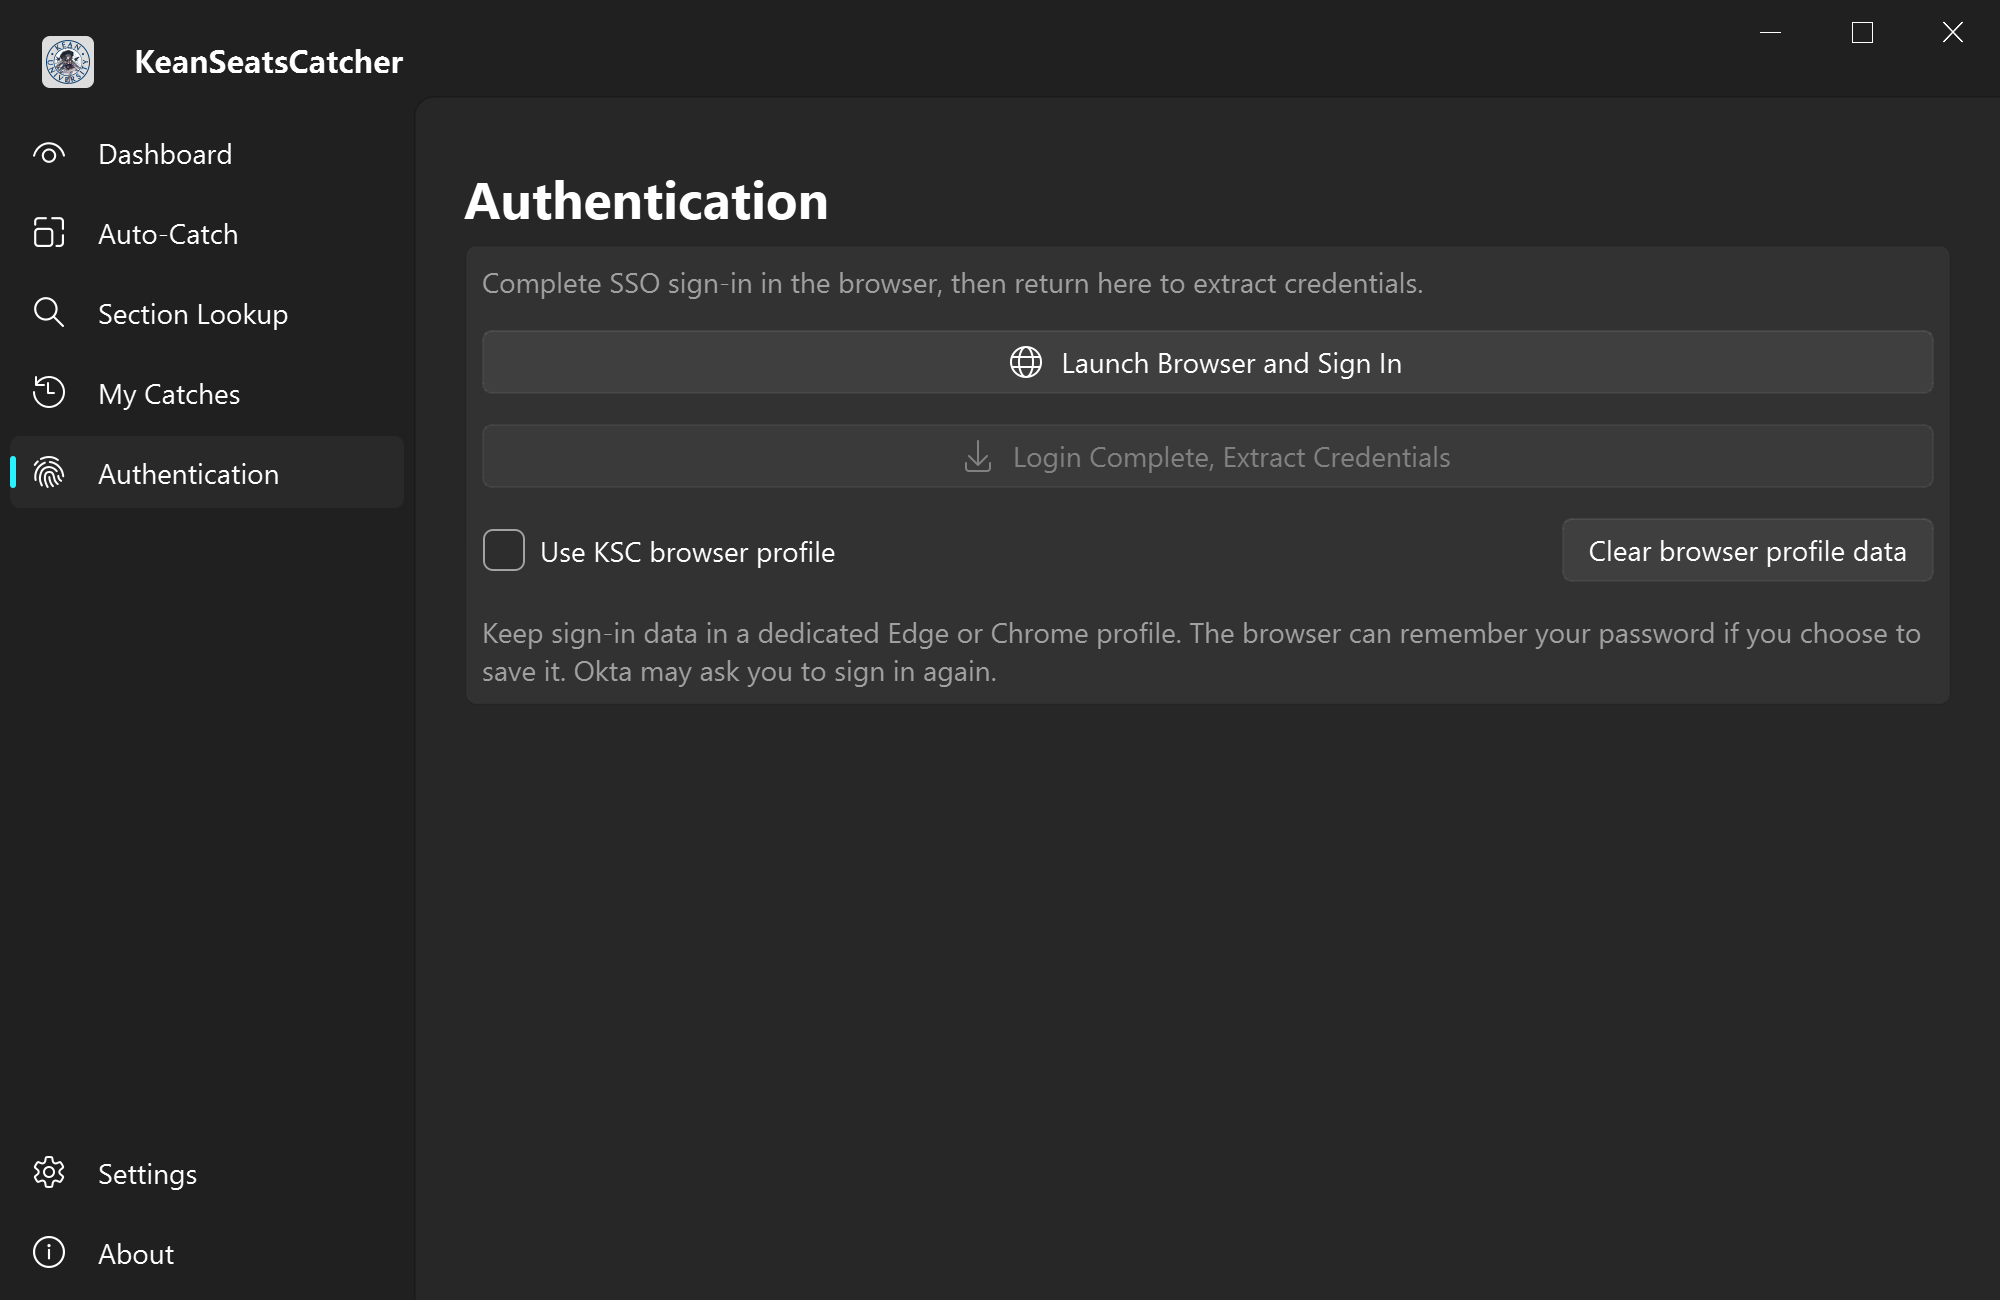 KEAN
UNIVERSITY
KeanSeatsCatcher
Dashboard
Auto-Catch
Section Lookup
My Catches
Authentication
Settings
About
Authentication
Complete SSO sign-in in the browser, then return here to extract credentials.
Launch Browser and Sign In
Login Complete, Extract Credentials
Use KSC browser profile
Clear browser profile data
Keep sign-in data in a dedicated Edge or Chrome profile. The browser can remember your password if you choose to
save it. Okta may ask you to sign in again.